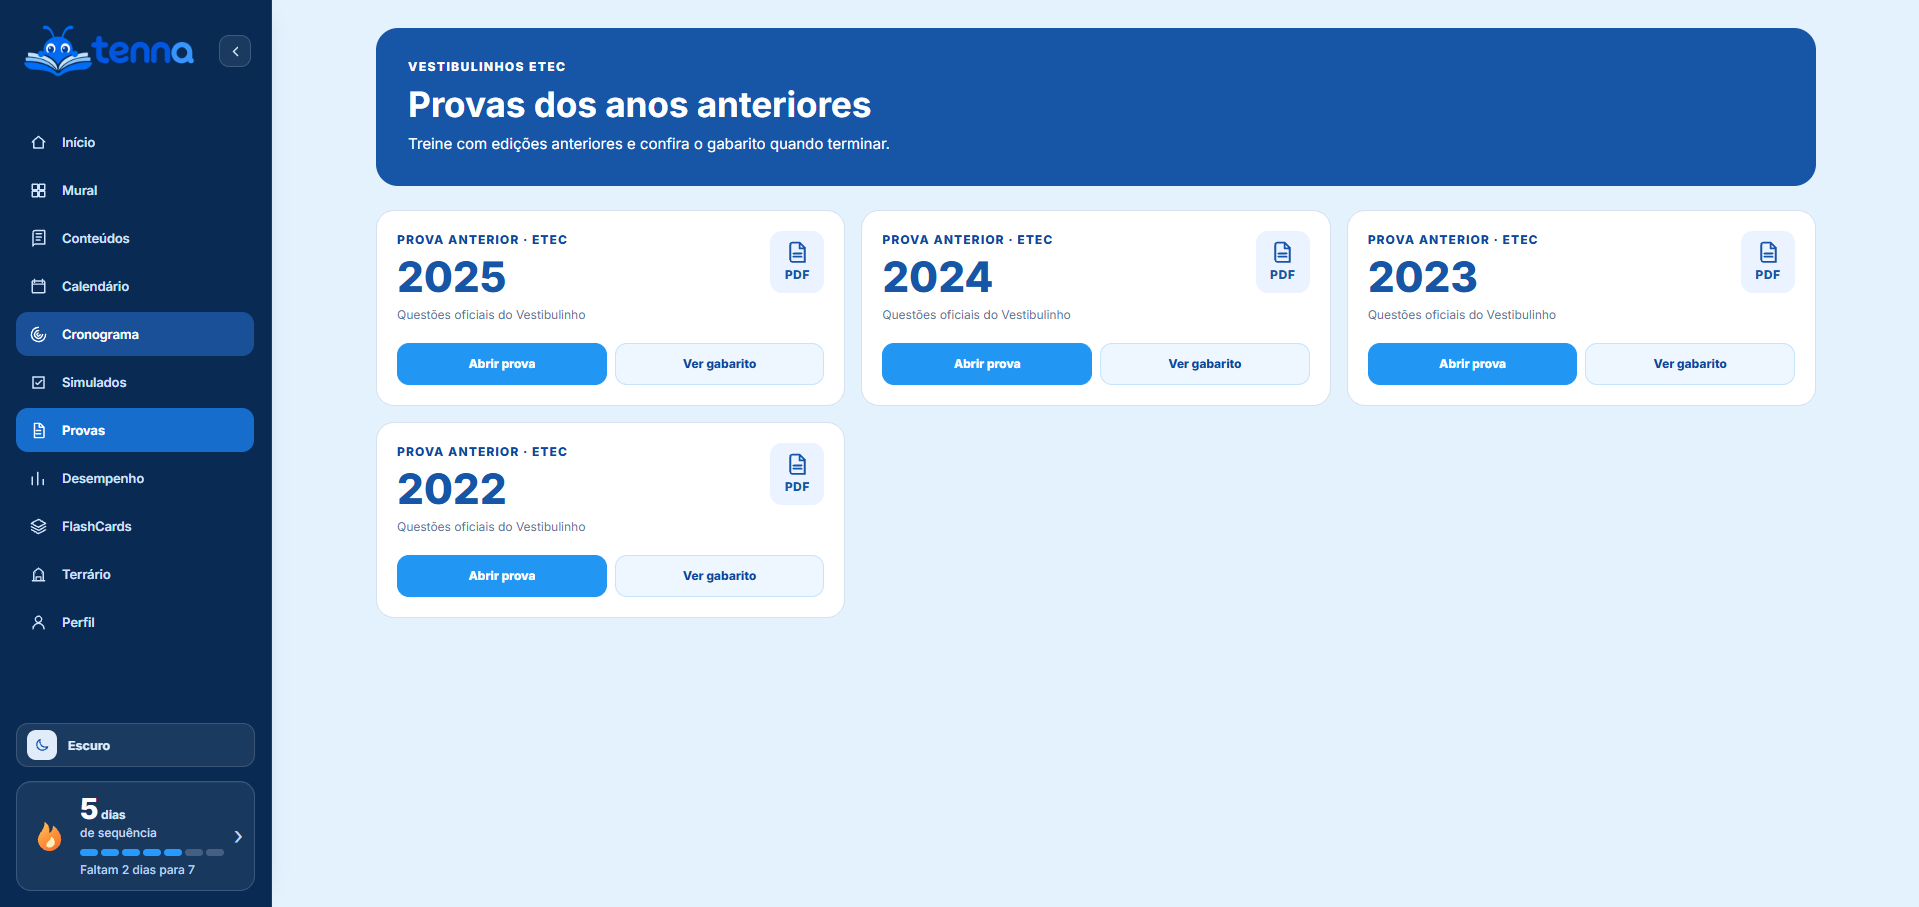 tenna
Início
Mural
Conteúdos
Calendário
Cronograma
Simulados
Provas
Desempenho
FlashCards
Terrário
Perfil
Escuro
5 dias
de sequência
Faltam 2 dias para 7
VESTIBULINHOS ETEC
Provas dos anos anteriores
Treine com edições anteriores e confira o gabarito quando terminar.
PROVA ANTERIOR · ETEC
2025
PDF
Questões oficiais do Vestibulinho
Abrir prova
Ver gabarito
PROVA ANTERIOR · ETEC
2024
PDF
Questões oficiais do Vestibulinho
Abrir prova
Ver gabarito
PROVA ANTERIOR · ETEC
2023
PDF
Questões oficiais do Vestibulinho
Abrir prova
Ver gabarito
PROVA ANTERIOR · ETEC
2022
PDF
Questões oficiais do Vestibulinho
Abrir prova
Ver gabarito